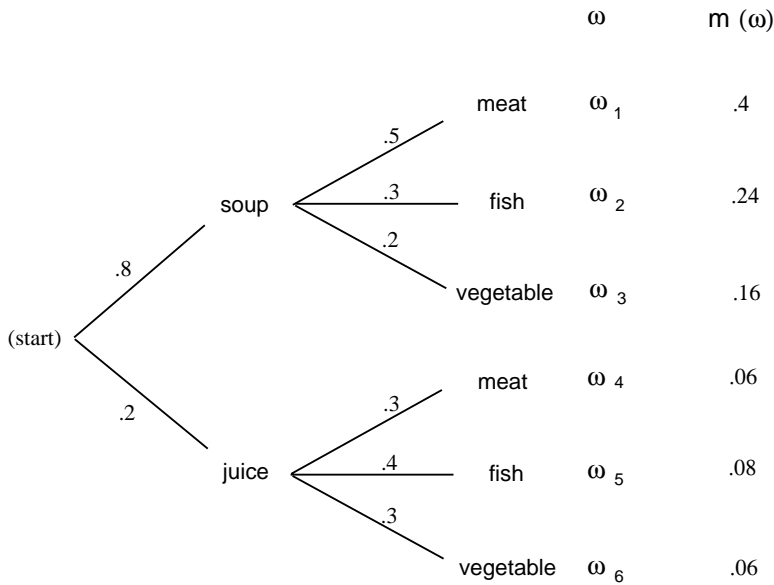 ω m (ω)
meat ω 1 .4
.5
soup .3 fish ω 2 .24
.2
.8
vegetable ω 3 .16
(start)
meat ω 4 .06
.3
.2
juice .4 fish ω 5 .08
.3
vegetable ω 6 .06